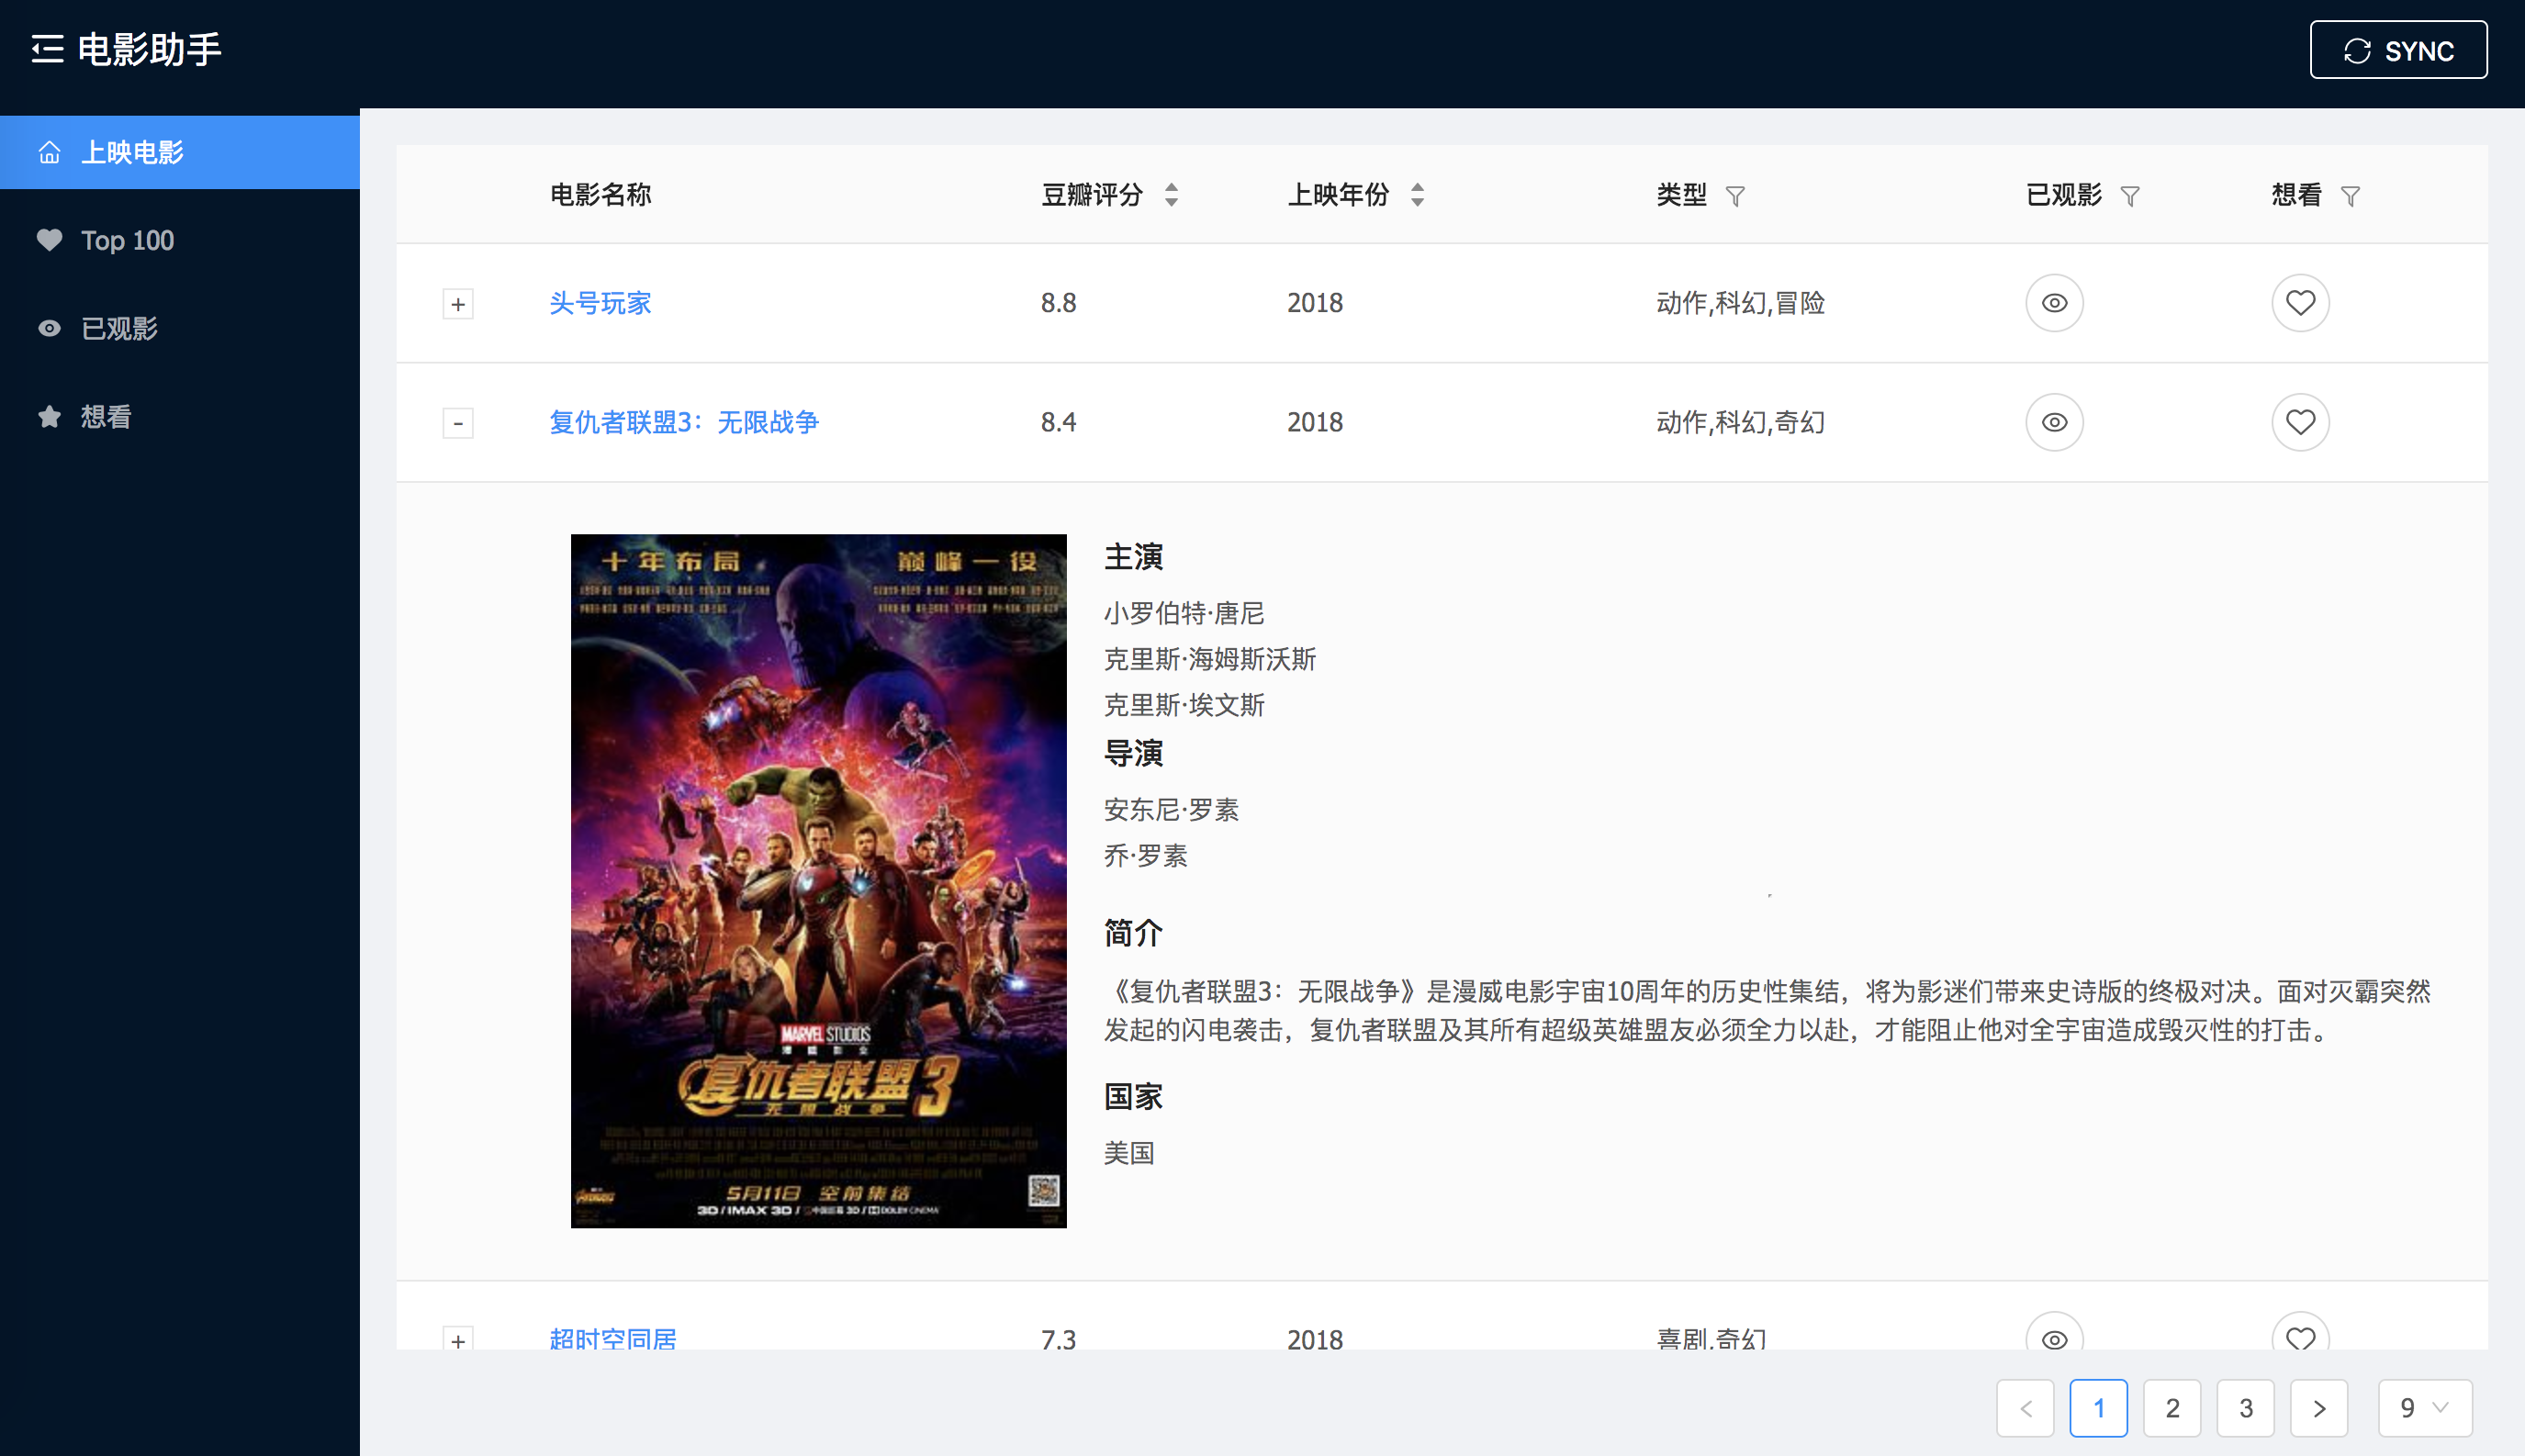 电影助手
SYNC
上映电影
Top 100
已观影
想看
电影名称 豆瓣评分 上映年份 类型 已观影 想看
+ 头号玩家 8.8 2018 动作,科幻,冒险
- 复仇者联盟3：无限战争 8.4 2018 动作,科幻,奇幻
十年布局 巅峰一役
MARVEL STUDIOS
漫威影业
复仇者联盟3
无限战争
5月11日 空前集结
3D / IMAX 3D / 中国巨幕 3D / DOLBY CINEMA
主演
小罗伯特·唐尼
克里斯·海姆斯沃斯
克里斯·埃文斯
导演
安东尼·罗素
乔·罗素
简介
《复仇者联盟3：无限战争》是漫威电影宇宙10周年的历史性集结，将为影迷们带来史诗版的终极对决。面对灭霸突然
发起的闪电袭击，复仇者联盟及其所有超级英雄盟友必须全力以赴，才能阻止他对全宇宙造成毁灭性的打击。
国家
美国
+ 超时空同居 7.3 2018 喜剧,奇幻
< 1 2 3 > 9